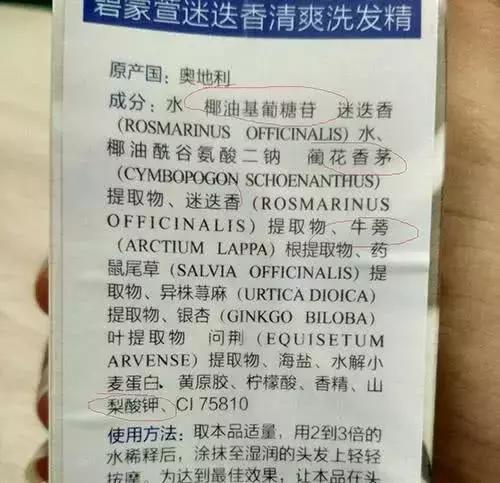 碧蒙萱迷迭香清爽洗发精
原产国：奥地利
成分：水 椰油基葡糖苷 迷迭香
(ROSMARINUS OFFICINALIS)水、
椰油酰谷氨酸二钠 蔺花香茅
(CYMBOPOGON SCHOENANTHUS)
提取物、迷迭香(ROSMARINUS
OFFICINALIS)提取物、牛蒡
(ARCTIUM LAPPA)根提取物、药
鼠尾草(SALVIA OFFICINALIS)提
取物、异株荨麻(URTICA DIOICA)
提取物、银杏(GINKGO BILOBA)
叶提取物 问荆(EQUISETUM
ARVENSE)提取物、海盐、水解小
麦蛋白、黄原胶、柠檬酸、香精、山
梨酸钾、CI 75810
使用方法：取本品适量，用2到3倍的
水稀释后，涂抹至湿润的头发上轻轻
按摩。为达到最佳效果，让本品在头